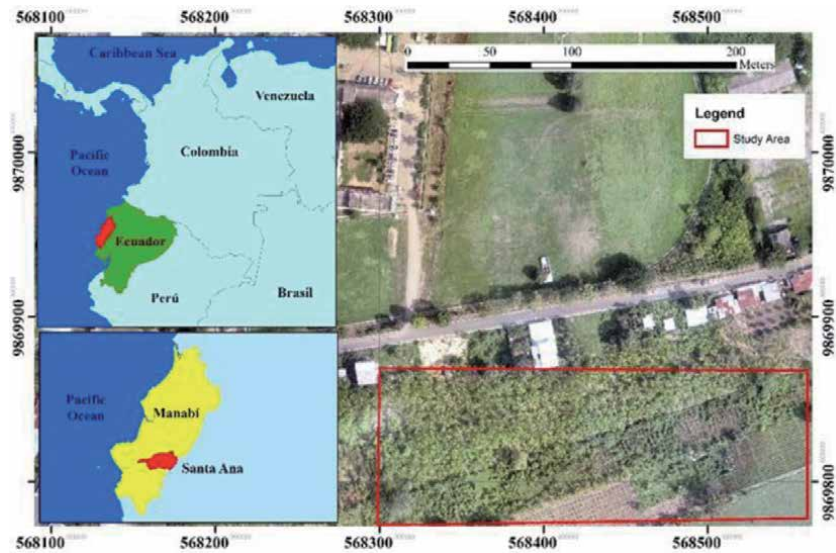 568100 568200 568300 568400 568500
Caribbean Sea
Venezuela
Colombia
Pacific
Ocean
Ecuador
Perú
Brasil
0 50 100 200
Meters
Legend
Study Area
9870000
9869900
9869800
Pacific
Ocean
Manabí
Santa Ana
9870000
9869900
9869800
568100 568200 568300 568400 568500